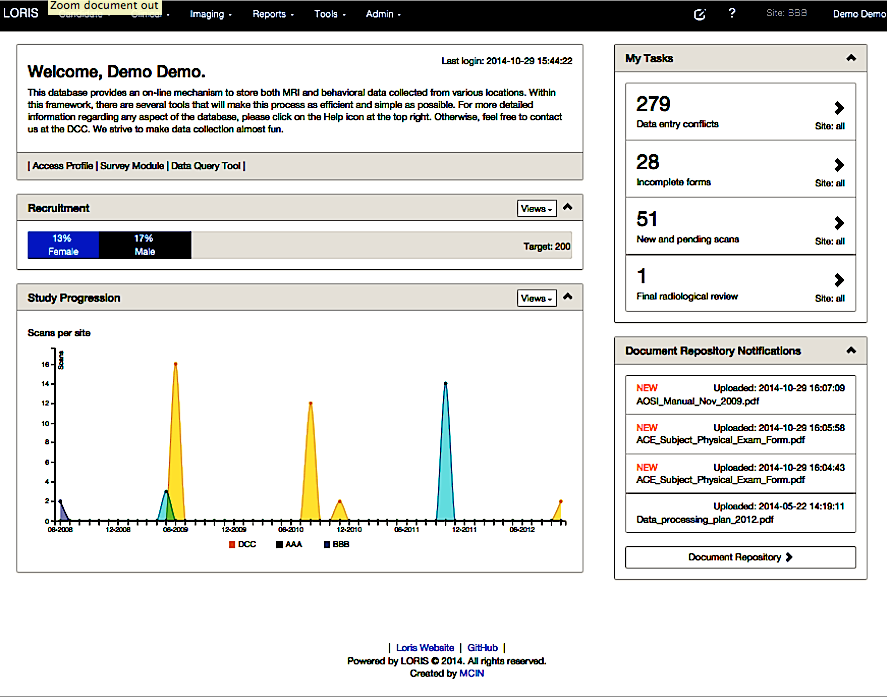 LORIS
Zoom document out
Imaging
Reports
Tools
Admin
?
Site: BBB
Demo Demo
Welcome, Demo Demo.
Last login: 2014-10-29 15:44:22
This database provides an on-line mechanism to store both MRI and behavioral data collected from various locations. Within
this framework, there are several tools that will make this process as efficient and simple as possible. For more detailed
information regarding any aspect of the database, please click on the Help icon at the top right. Otherwise, feel free to contact
us at the DCC. We strive to make data collection almost fun.
| Access Profile | Survey Module | Data Query Tool |
Recruitment
Views
13%
Female
17%
Male
Target: 200
Study Progression
Views
Scans per site
Scans
16
14
12
10
8
6
4
2
0
06-2008 12-2008 06-2009 12-2009 06-2010 12-2010 06-2011 12-2011 06-2012
DCC AAA BBB
My Tasks
279
Data entry conflicts
Site: all
28
Incomplete forms
Site: all
51
New and pending scans
Site: all
1
Final radiological review
Site: all
Document Repository Notifications
NEW Uploaded: 2014-10-29 16:07:09
AOSI_Manual_Nov_2009.pdf
NEW Uploaded: 2014-10-29 16:05:58
ACE_Subject_Physical_Exam_Form.pdf
NEW Uploaded: 2014-10-29 16:04:43
ACE_Subject_Physical_Exam_Form.pdf
Uploaded: 2014-05-22 14:19:11
Data_processing_plan_2012.pdf
Document Repository
| Loris Website | GitHub |
Powered by LORIS © 2014. All rights reserved.
Created by MCIN